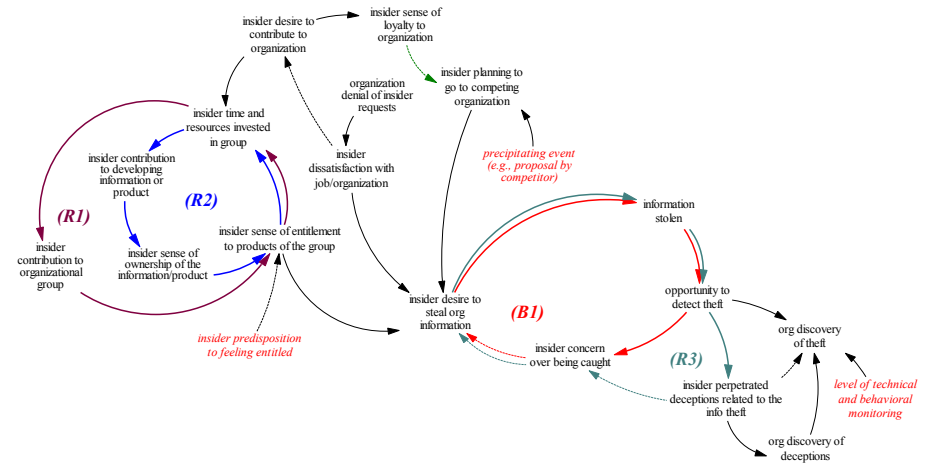 insider desire to
contribute to
organization
insider sense of
loyalty to
organization
insider planning to
go to competing
organization
organization
denial of insider
requests
insider time and
resources invested
in group
insider
dissatisfaction with
job/organization
precipitating event
(e.g., proposal by
competitor)
insider contribution
to developing
information or
product
(R2)
(R1)
insider sense of entitlement
to products of the group
information
stolen
insider
contribution to
organizational
group
insider sense of
ownership of the
information/product
insider desire to
steal org
information
(B1)
opportunity to
detect theft
insider predisposition
to feeling entitled
org discovery
of theft
insider concern
over being caught
(R3)
insider perpetrated
deceptions related to the
info theft
level of technical
and behavioral
monitoring
org discovery of
deceptions